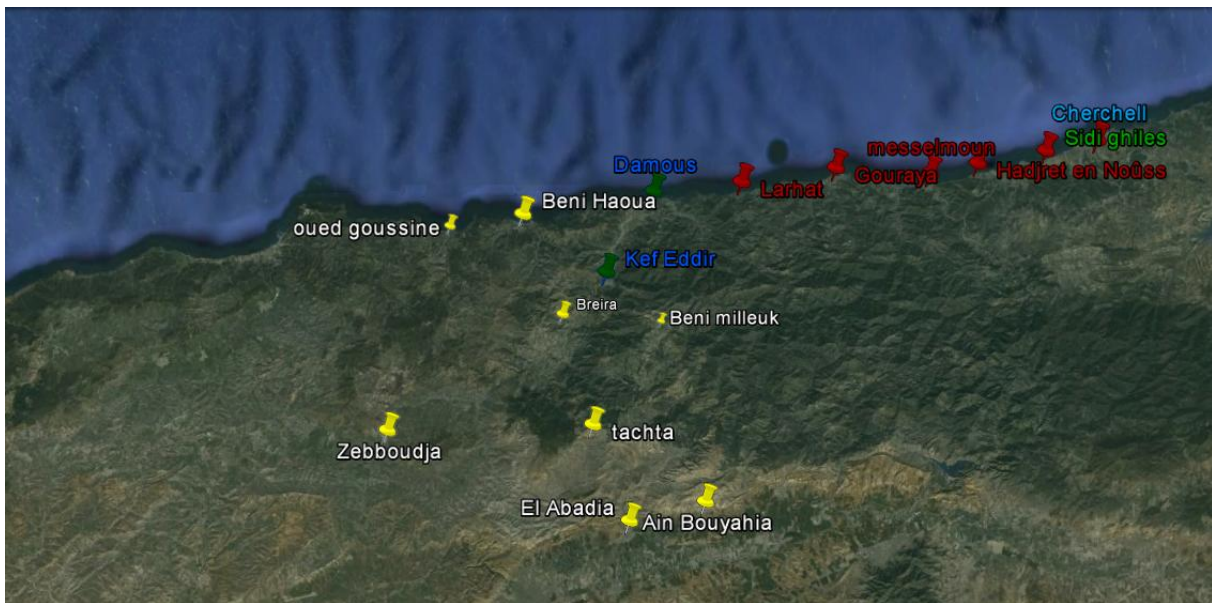 Cherchell
Sidi ghiles
messelmoun
Hadjret en Noûss
Damous
Larhat
Gouraya
Beni Haoua
oued goussine
Kef Eddir
Breira
Beni milleuk
Zebboudja
tachta
El Abadia
Ain Bouyahia